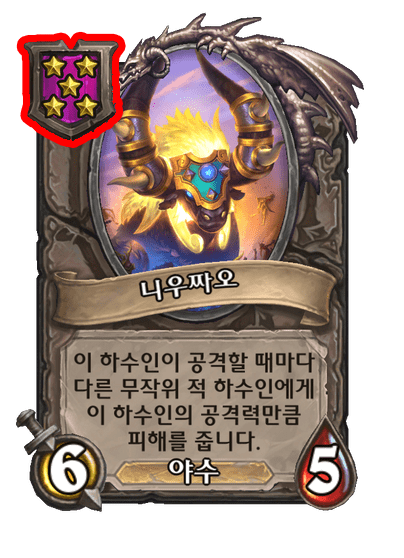 니우짜오
이 하수인이 공격할 때마다
다른 무작위 적 하수인에게
이 하수인의 공격력만큼
피해를 줍니다.
6 야수 5